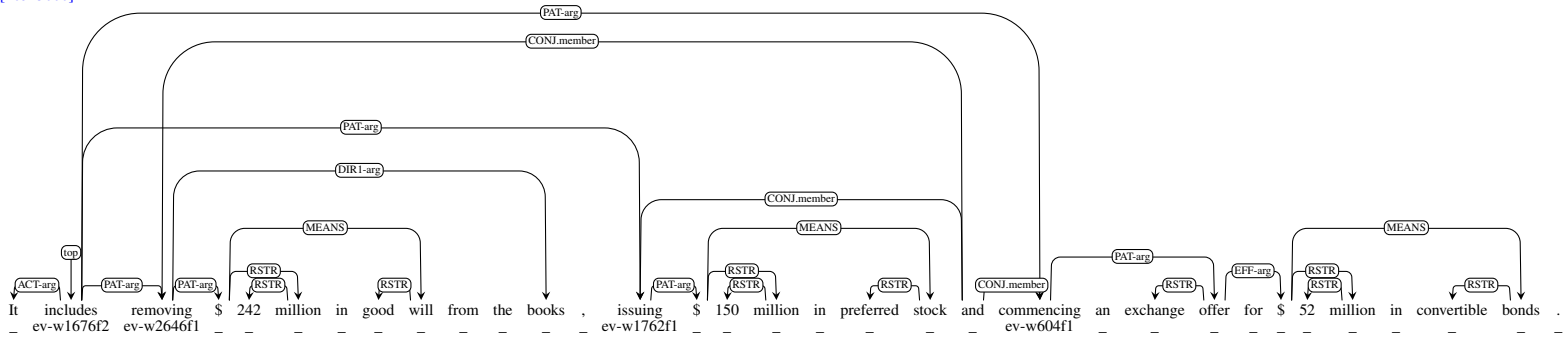 PAT-arg
CONJ.member
PAT-arg
DIR1-arg
CONJ.member
MEANS MEANS MEANS
top PAT-arg
RSTR RSTR EFF-arg RSTR
ACT-arg PAT-arg PAT-arg RSTR RSTR PAT-arg RSTR RSTR CONJ.member RSTR RSTR RSTR
It includes removing $ 242 million in good will from the books , issuing $ 150 million in preferred stock and commencing an exchange offer for $ 52 million in convertible bonds .
_ ev-w1676f2 ev-w2646f1 _ _ _ _ _ _ _ _ _ _ ev-w1762f1 _ _ _ _ _ _ _ ev-w604f1 _ _ _ _ _ _ _ _ _ _ _